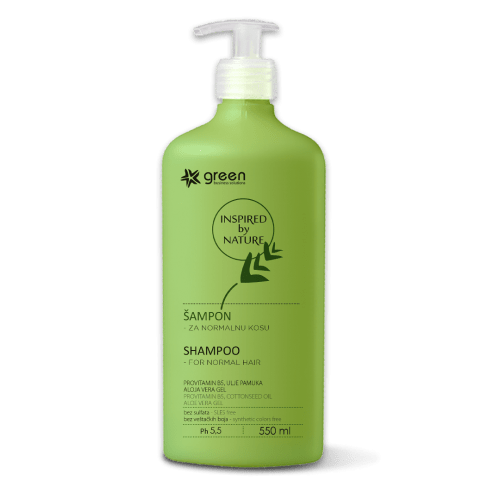 green
business solutions
INSPIRED
by
NATURE
ŠAMPON
- ZA NORMALNU KOSU
SHAMPOO
- FOR NORMAL HAIR
PROVITAMIN B5, ULJE PAMUKA
ALOJA VERA GEL
PROVITAMIN B5, COTTONSEED OIL
ALOE VERA GEL
bez sulfata - SLES free
bez veštačkih boja - synthetic colors free
Ph 5,5 550 ml